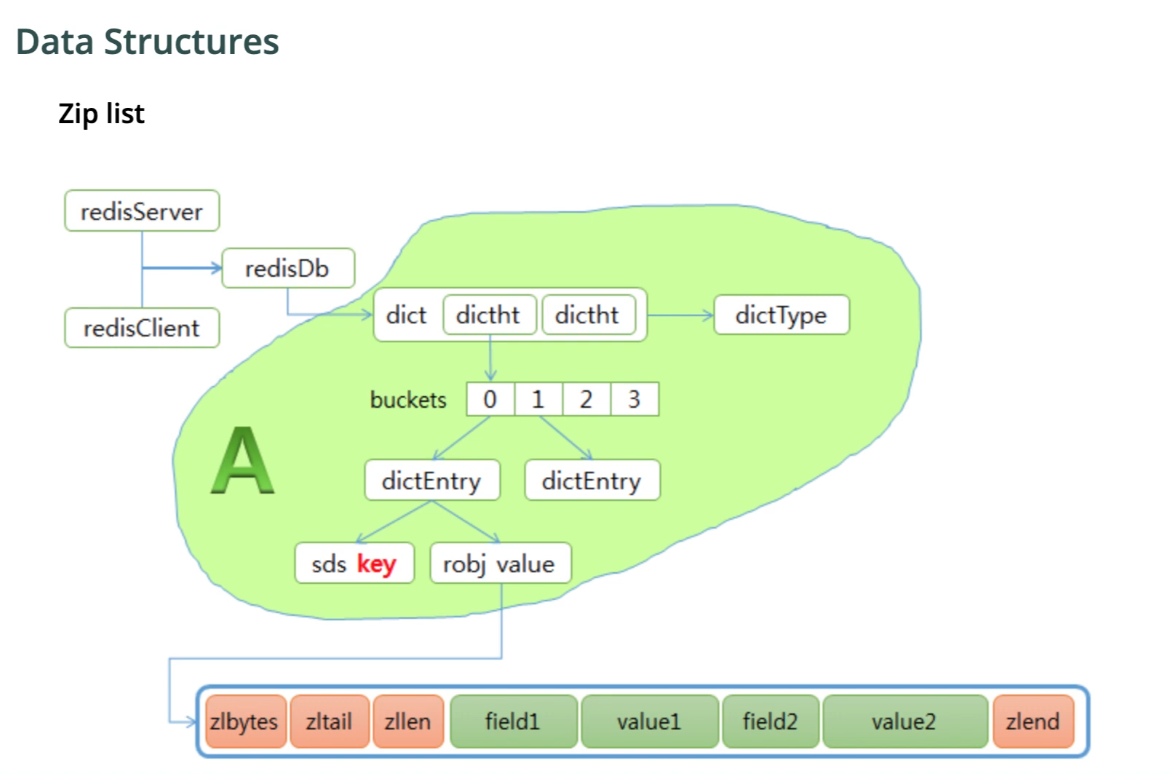 Data Structures
Zip list
redisServer
redisDb
redisClient
dict dictht dictht dictType
buckets 0 1 2 3
A
dictEntry dictEntry
sds key robj value
zlbytes zltail zllen field1 value1 field2 value2 zlend